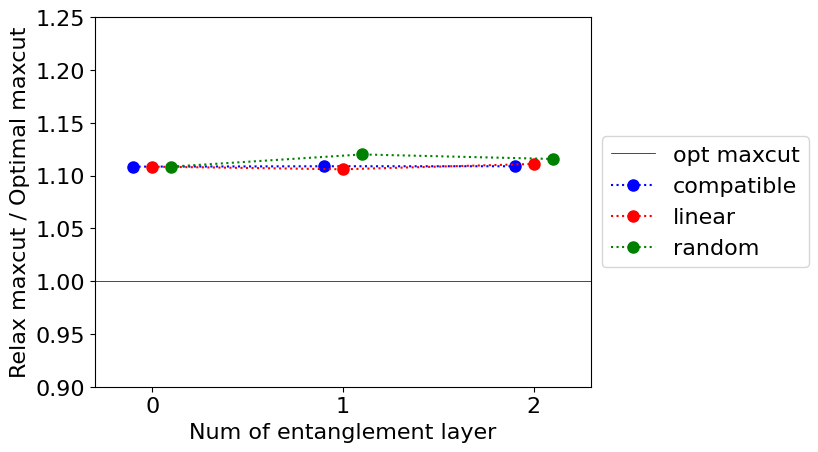 Relax maxcut / Optimal maxcut
1.25
1.20
1.15
1.10
1.05
1.00
0.95
0.90
0
1
2
Num of entanglement layer
opt maxcut
compatible
linear
random